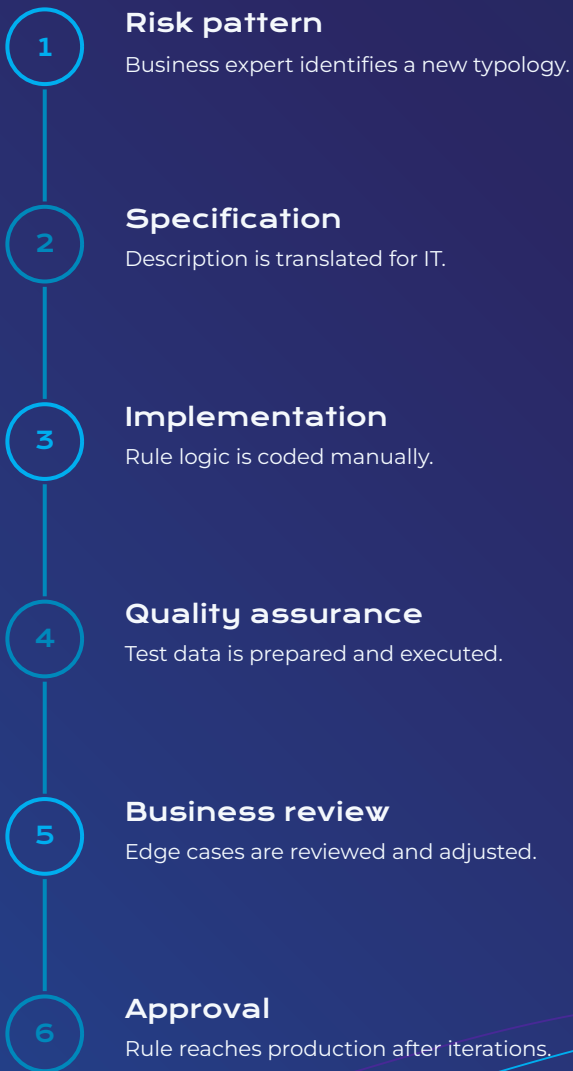 1
Risk pattern
Business expert identifies a new typology.
2
Specification
Description is translated for IT.
3
Implementation
Rule logic is coded manually.
4
Quality assurance
Test data is prepared and executed.
5
Business review
Edge cases are reviewed and adjusted.
6
Approval
Rule reaches production after iterations.